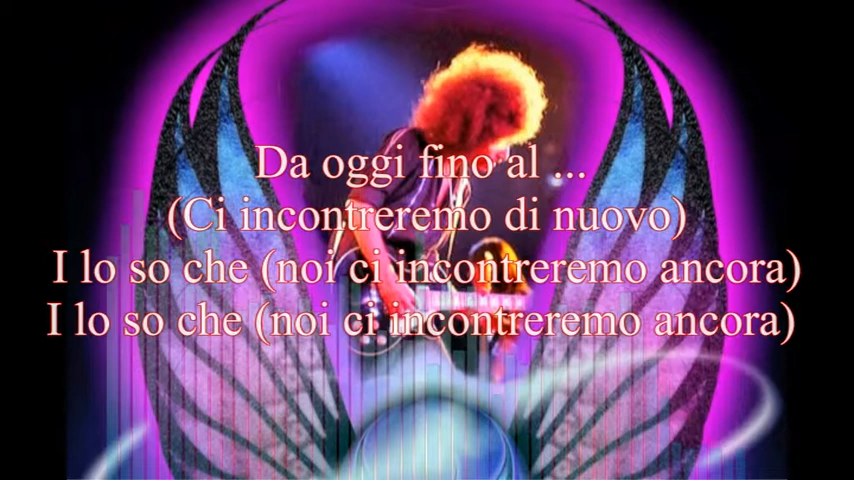 Da oggi fino al ...
(Ci incontreremo di nuovo)
I lo so che (noi ci incontreremo ancora)
I lo so che (noi ci incontreremo ancora)